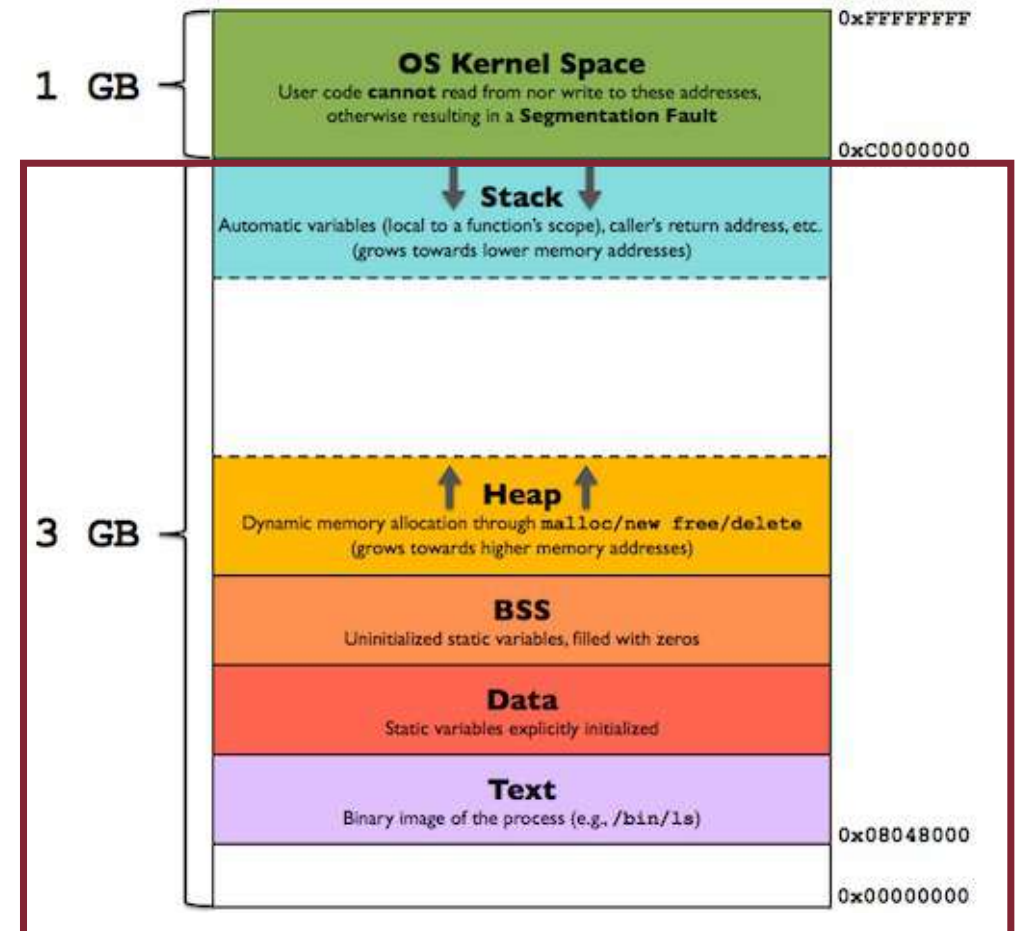 0xFFFFFFFF
OS Kernel Space
1 GB
User code cannot read from nor write to these addresses,
otherwise resulting in a Segmentation Fault
0xC0000000
Stack
Automatic variables (local to a function's scope), caller's return address, etc.
(grows towards lower memory addresses)
Heap
3 GB
Dynamic memory allocation through malloc/new free/delete
(grows towards higher memory addresses)
BSS
Uninitialized static variables, filled with zeros
Data
Static variables explicitly initialized
Text
Binary image of the process (e.g., /bin/ls)
0x08048000
0x00000000